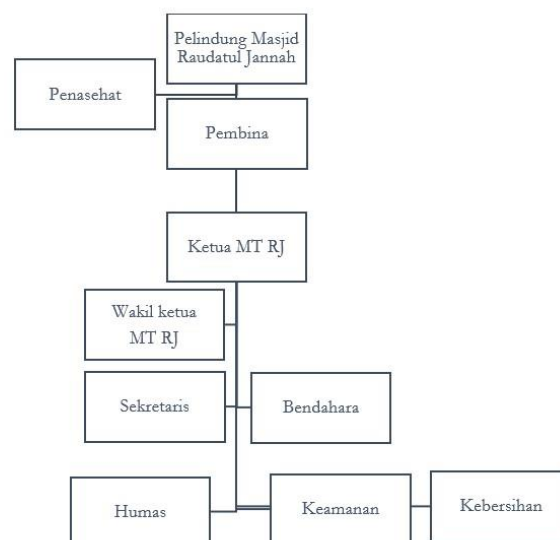 Pelindung Masjid
Raudatul Jannah
Penasehat
Pembina
Ketua MT RJ
Wakil ketua
MT RJ
Sekretaris
Bendahara
Humas
Keamanan
Kebersihan